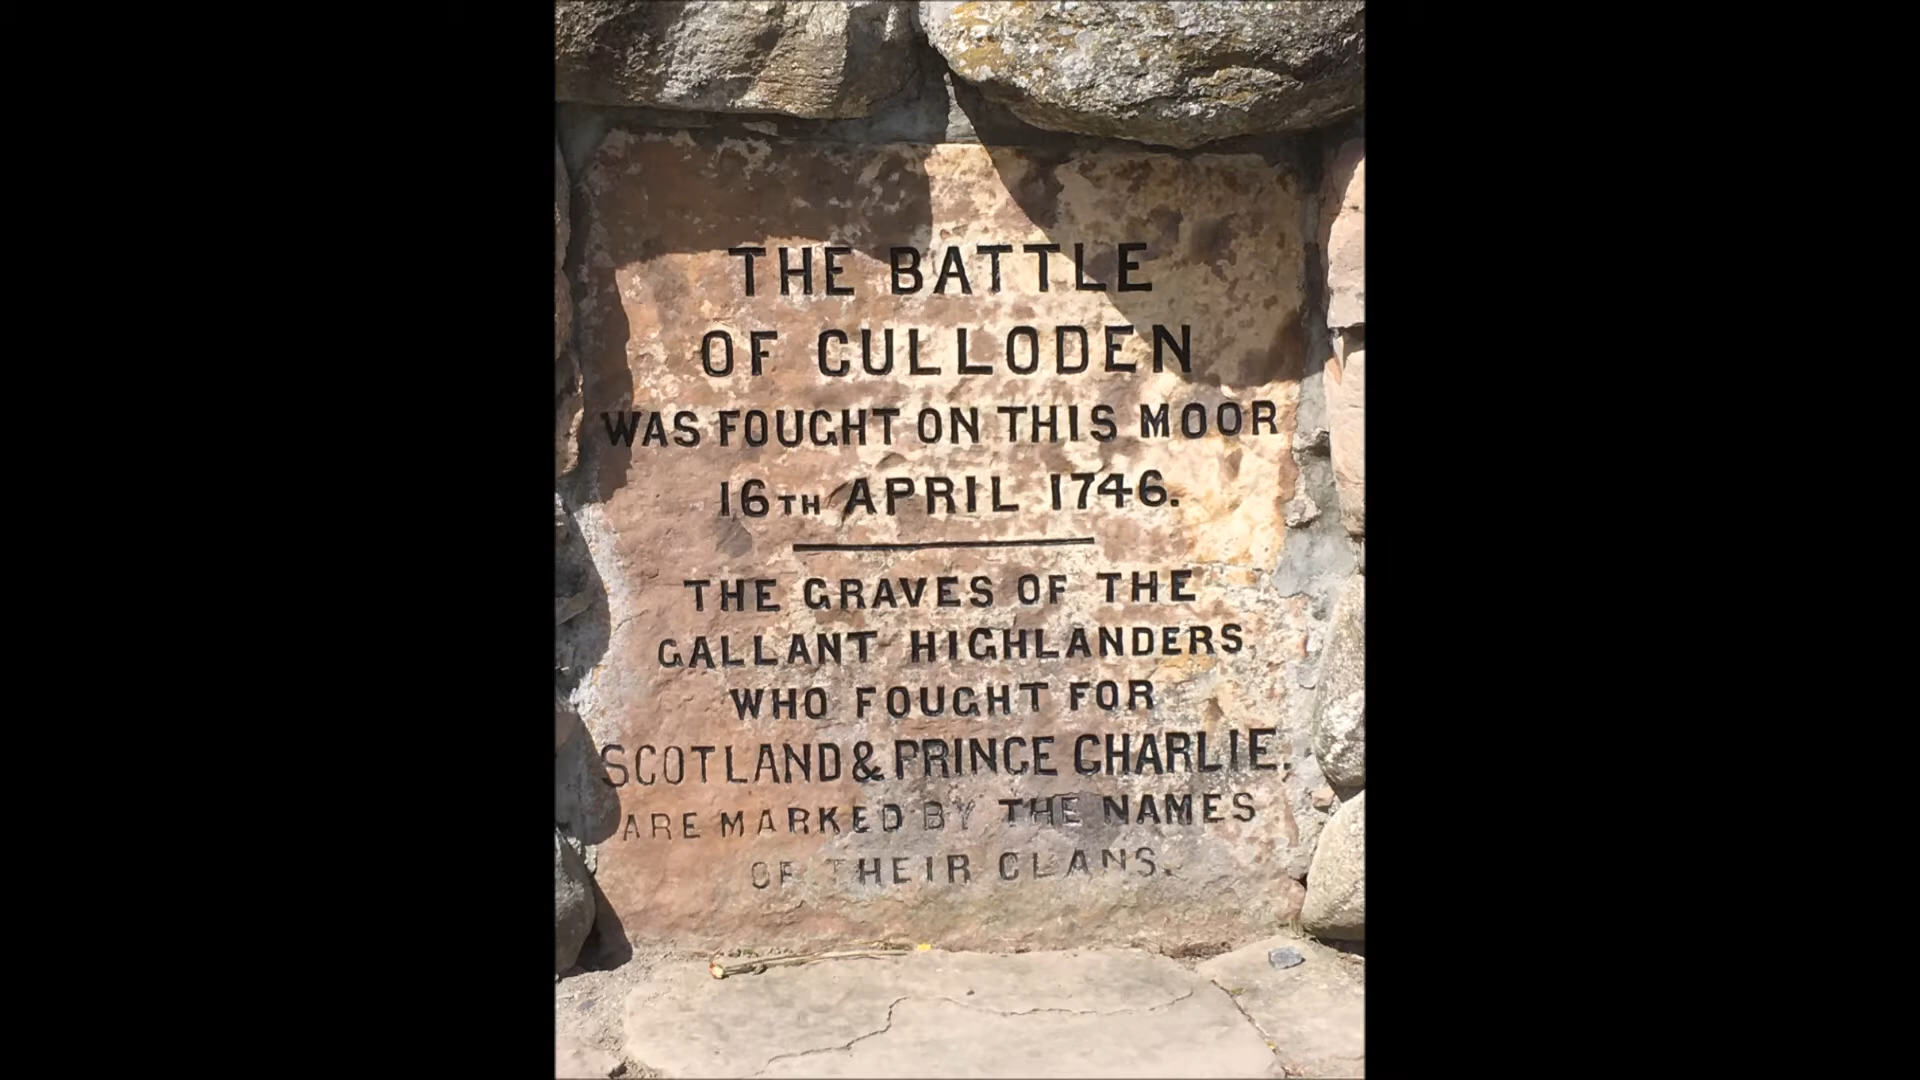 THE BATTLE
OF CULLODEN
WAS FOUGHT ON THIS MOOR
16TH APRIL 1746.
THE GRAVES OF THE
GALLANT HIGHLANDERS
WHO FOUGHT FOR
SCOTLAND & PRINCE CHARLIE.
ARE MARKED BY THE NAMES
OF THEIR CLANS.